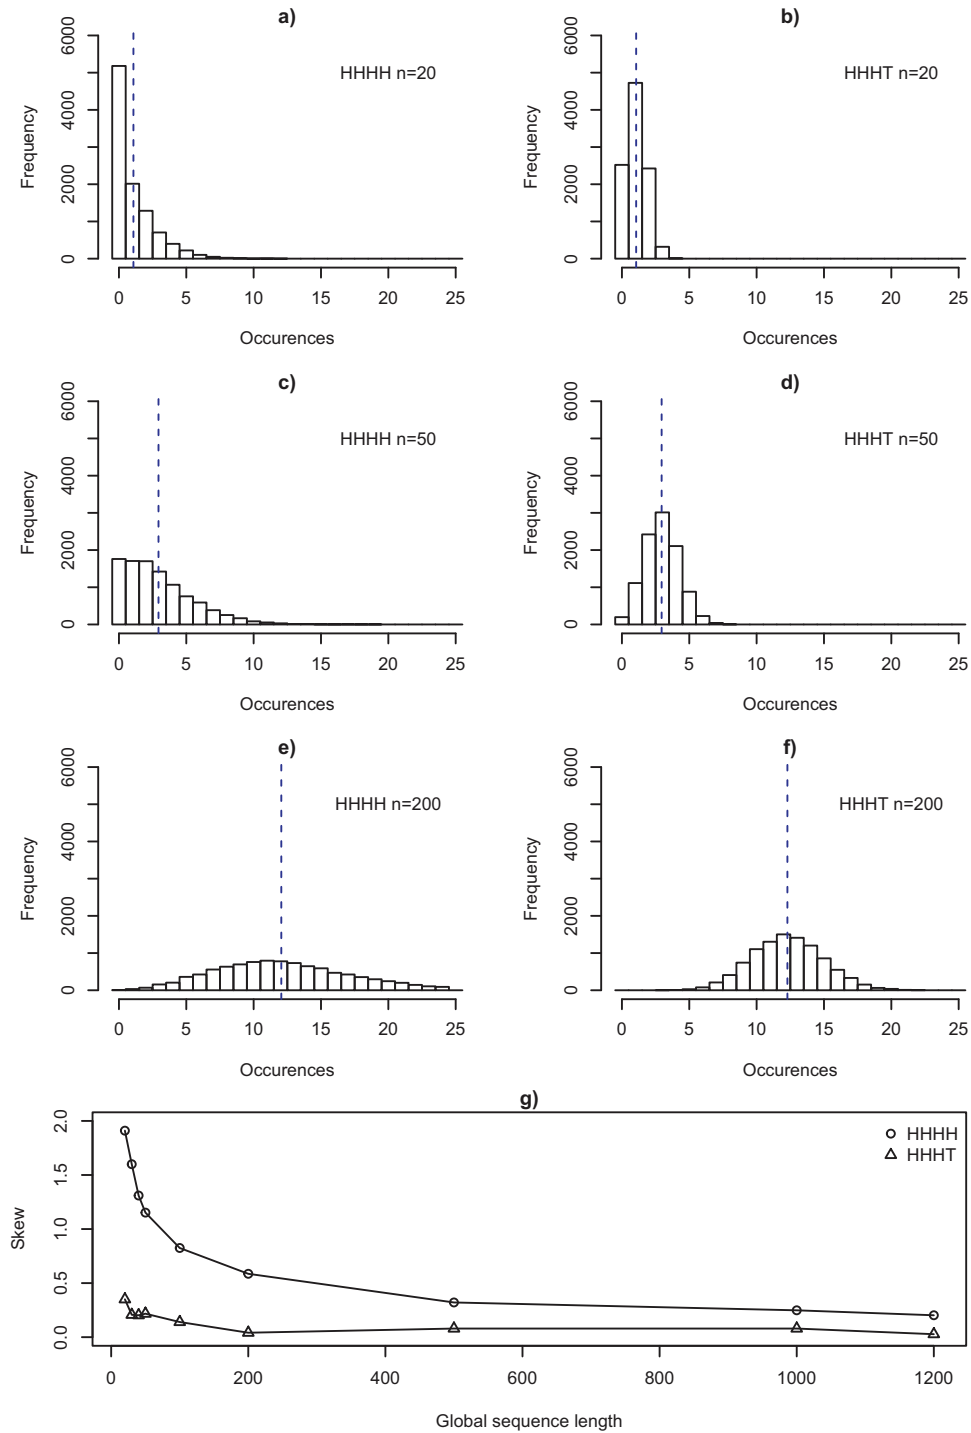 a)
6000
4000
2000
0
Frequency
HHHH n=20
0 5 10 15 20 25
Occurences
b)
6000
4000
2000
0
Frequency
HHHT n=20
0 5 10 15 20 25
Occurences
c)
6000
4000
2000
0
Frequency
HHHH n=50
0 5 10 15 20 25
Occurences
d)
6000
4000
2000
0
Frequency
HHHT n=50
0 5 10 15 20 25
Occurences
e)
6000
4000
2000
0
Frequency
HHHH n=200
0 5 10 15 20 25
Occurences
f)
6000
4000
2000
0
Frequency
HHHT n=200
0 5 10 15 20 25
Occurences
g)
2.0
1.5
1.0
0.5
0.0
Skew
HHHH
HHHT
0 200 400 600 800 1000 1200
Global sequence length